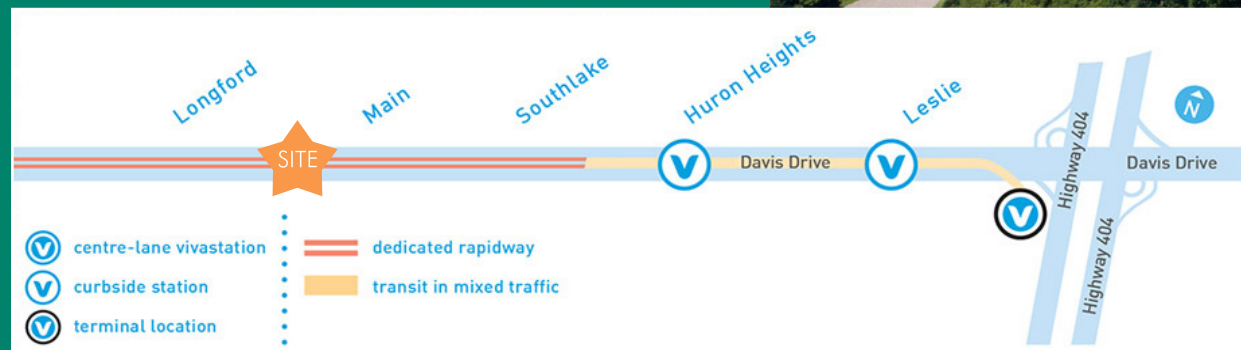 Longford
Main
Southlake
Huron Heights
Leslie
N
SITE
V
Davis Drive
V
Highway 404
Davis Drive
V
Highway 404
V centre-lane vivastation
dedicated rapidway
V curbside station
transit in mixed traffic
V terminal location